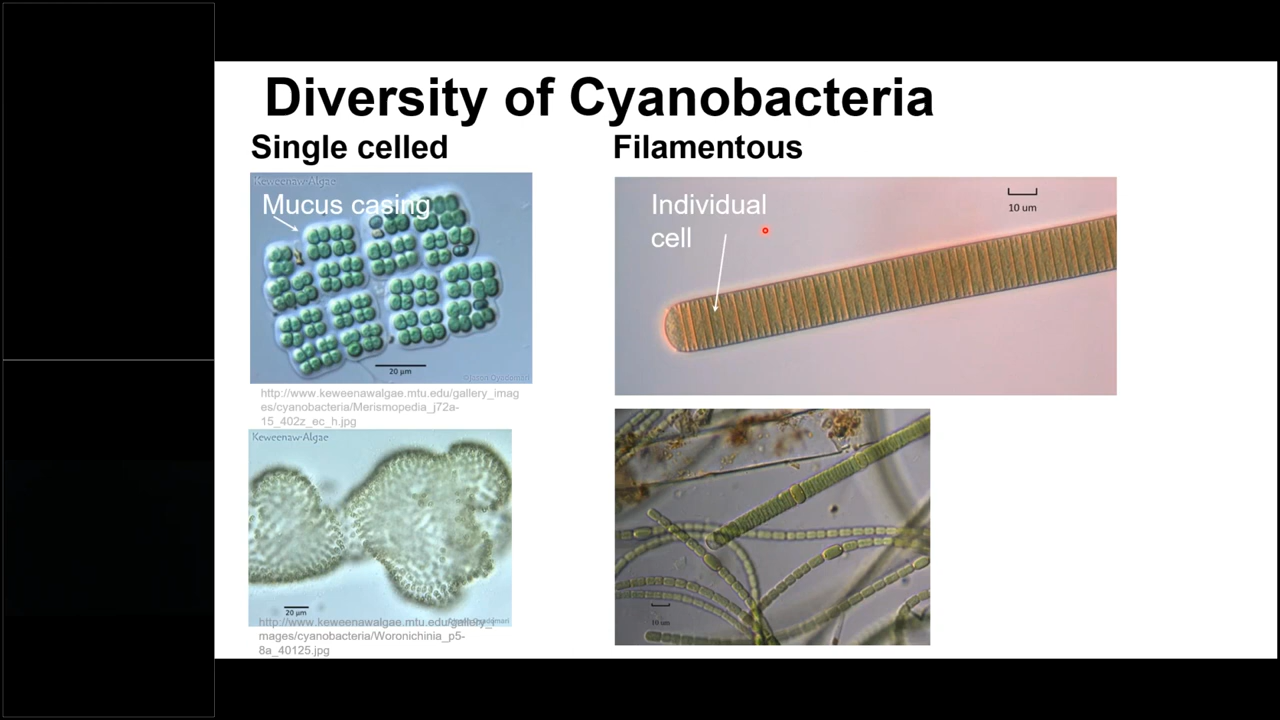 Diversity of Cyanobacteria
Single celled
Filamentous
Keweenaw-Algae
Mucus casing
20 µm
©Jason Oyadomari
http://www.keweenawalgae.mtu.edu/gallery_imag
es/cyanobacteria/Merismopedia_j72a-
15_402z_ec_h.jpg
Keweenaw-Algae
20 µm
http://www.keweenawalgae.mtu.edu/gallery_i
mages/cyanobacteria/Woronichinia_p5-
8a_40125.jpg
Individual
cell
10 um
10 um